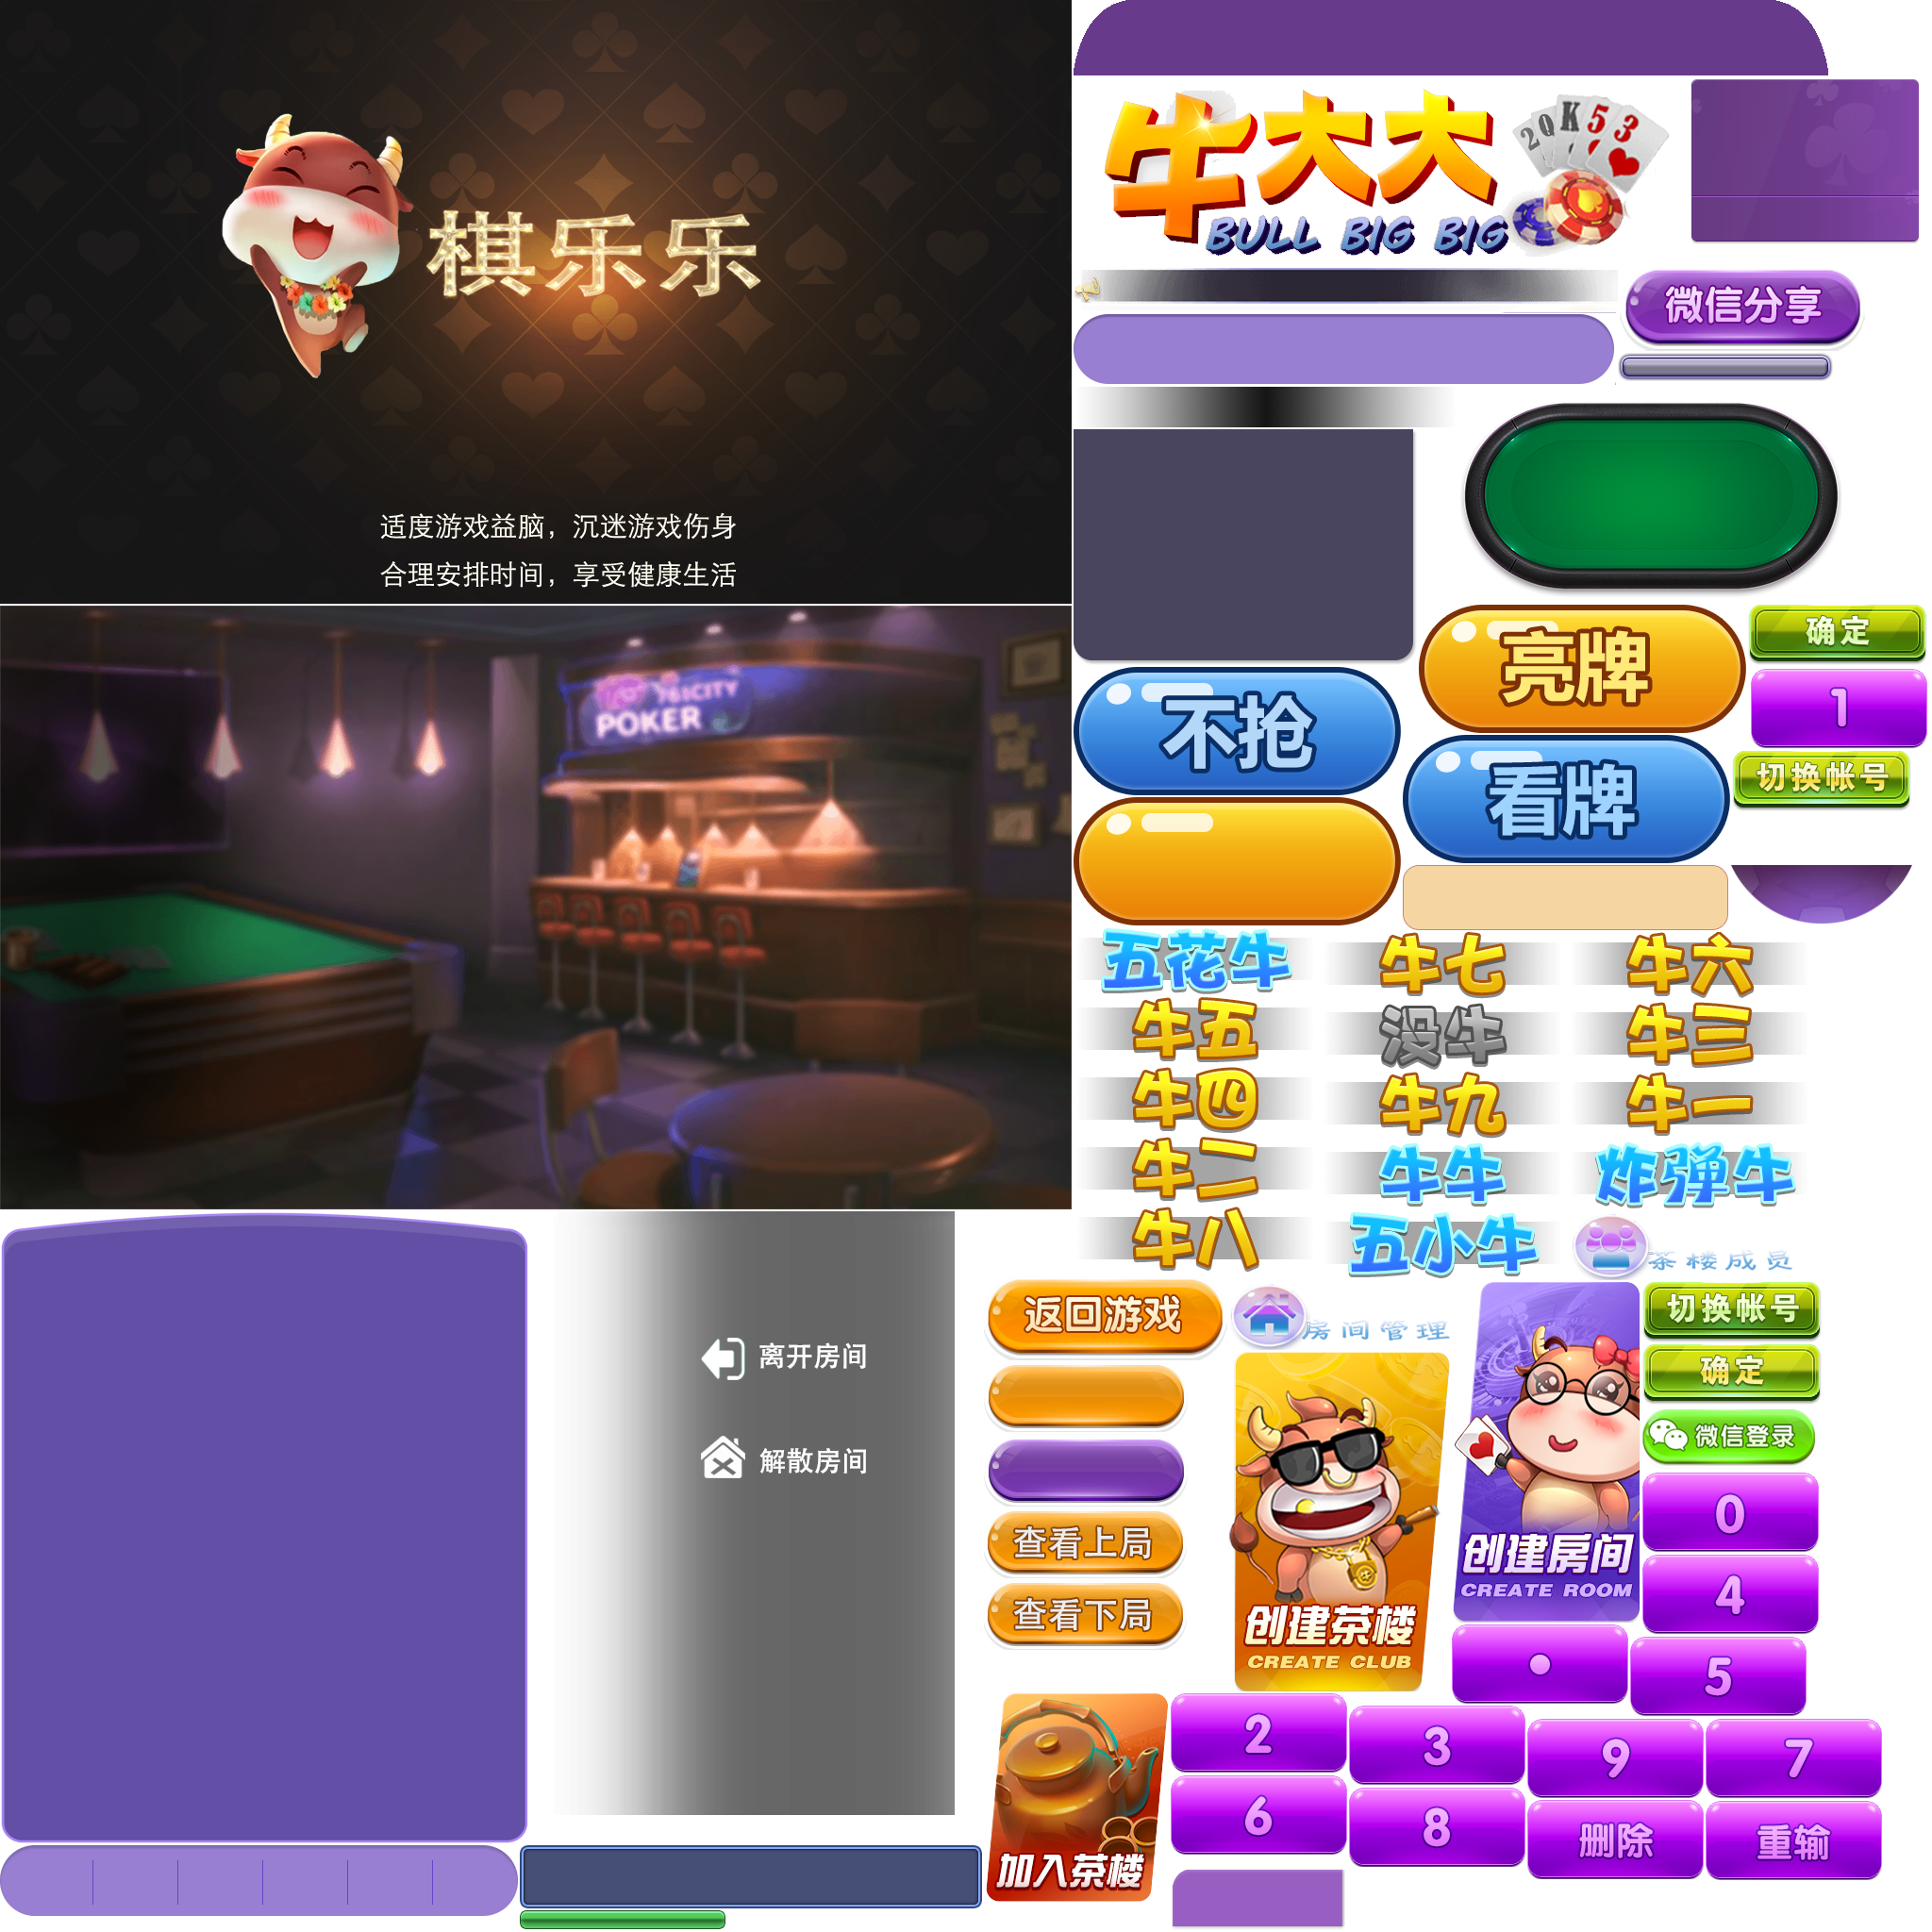 棋乐乐
适度游戏益脑，沉迷游戏伤身
合理安排时间，享受健康生活
牛大大
BULL BIG BIG
2 Q K 5 3
微信分享
亮牌
确定
不抢
1
看牌
切换帐号
POKER
五花牛
牛七
牛六
牛五
没牛
牛三
牛四
牛九
牛一
牛二
牛牛
炸弹牛
牛八
五小牛
茶楼成员
离开房间
解散房间
返回游戏
房间管理
切换帐号
确定
微信登录
查看上局
查看下局
创建茶楼
CREATE CLUB
创建房间
CREATE ROOM
0
4
5
加入茶楼
2
3
9
7
6
8
删除
重输